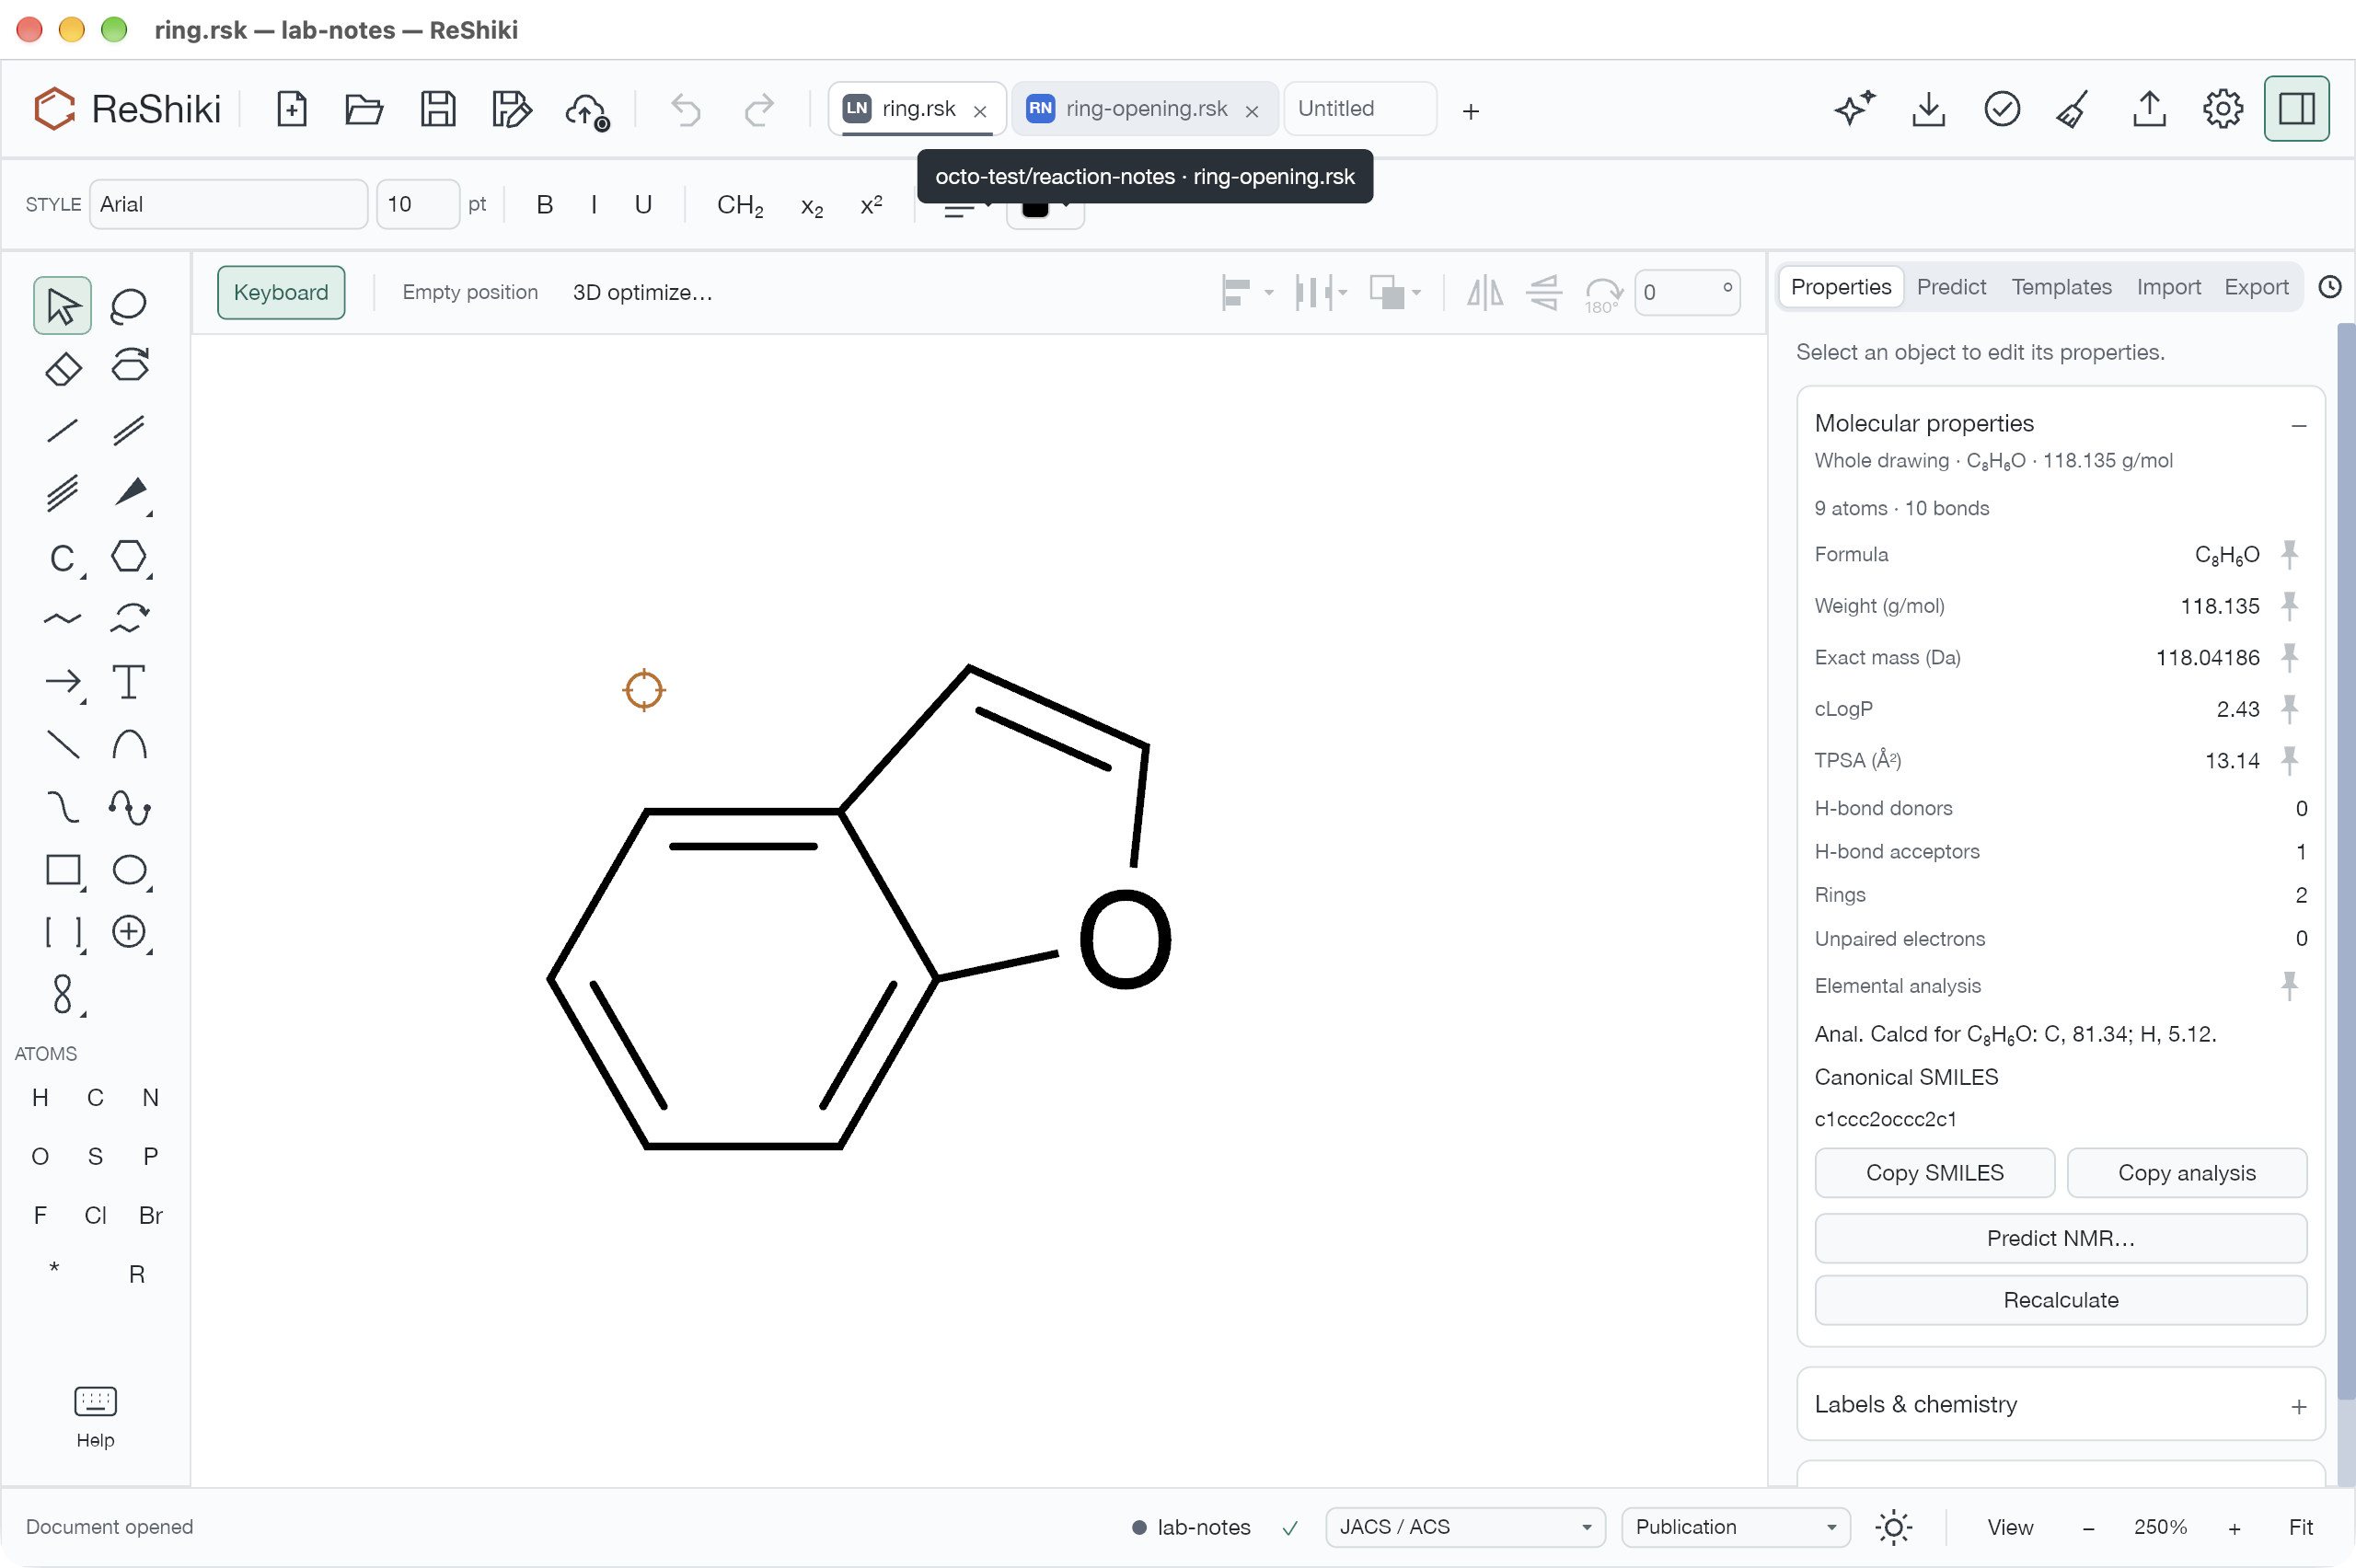 ring.rsk — lab-notes — ReShiki
ReShiki
LN ring.rsk ×
RN ring-opening.rsk ×
Untitled
+
octo-test/reaction-notes · ring-opening.rsk
STYLE Arial 10 pt B I U CH₂ x₂ x²
Keyboard Empty position 3D optimize... 180° 0 °
Properties Predict Templates Import Export
Select an object to edit its properties.
Molecular properties –
Whole drawing · C₈H₆O · 118.135 g/mol
9 atoms · 10 bonds
Formula C₈H₆O
Weight (g/mol) 118.135
Exact mass (Da) 118.04186
cLogP 2.43
TPSA (Å²) 13.14
H-bond donors 0
H-bond acceptors 1
Rings 2
Unpaired electrons 0
Elemental analysis
Anal. Calcd for C₈H₆O: C, 81.34; H, 5.12.
Canonical SMILES
c1ccc2occc2c1
Copy SMILES Copy analysis
Predict NMR...
Recalculate
Labels & chemistry +
C
T
[ ]
ATOMS
H C N
O S P
F Cl Br
* R
Help
O
Document opened
lab-notes ✓ JACS / ACS Publication View – 250% + Fit